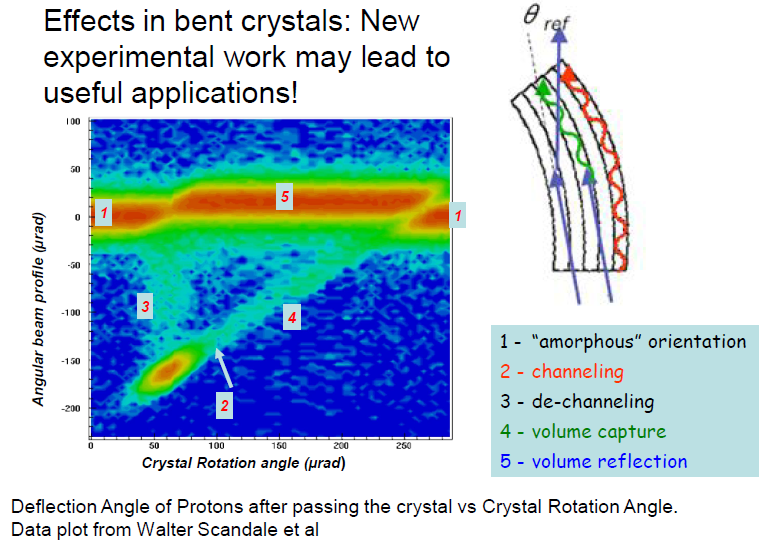 Effects in bent crystals: New
experimental work may lead to
useful applications!
θ ref
100
50
0
-50
-100
-150
-200
Angular beam profile (μrad)
1
5
1
3
4
2
0
50
100
150
200
250
Crystal Rotation angle (μrad)
1 - “amorphous” orientation
2 - channeling
3 - de-channeling
4 - volume capture
5 - volume reflection
Deflection Angle of Protons after passing the crystal vs Crystal Rotation Angle.
Data plot from Walter Scandale et al